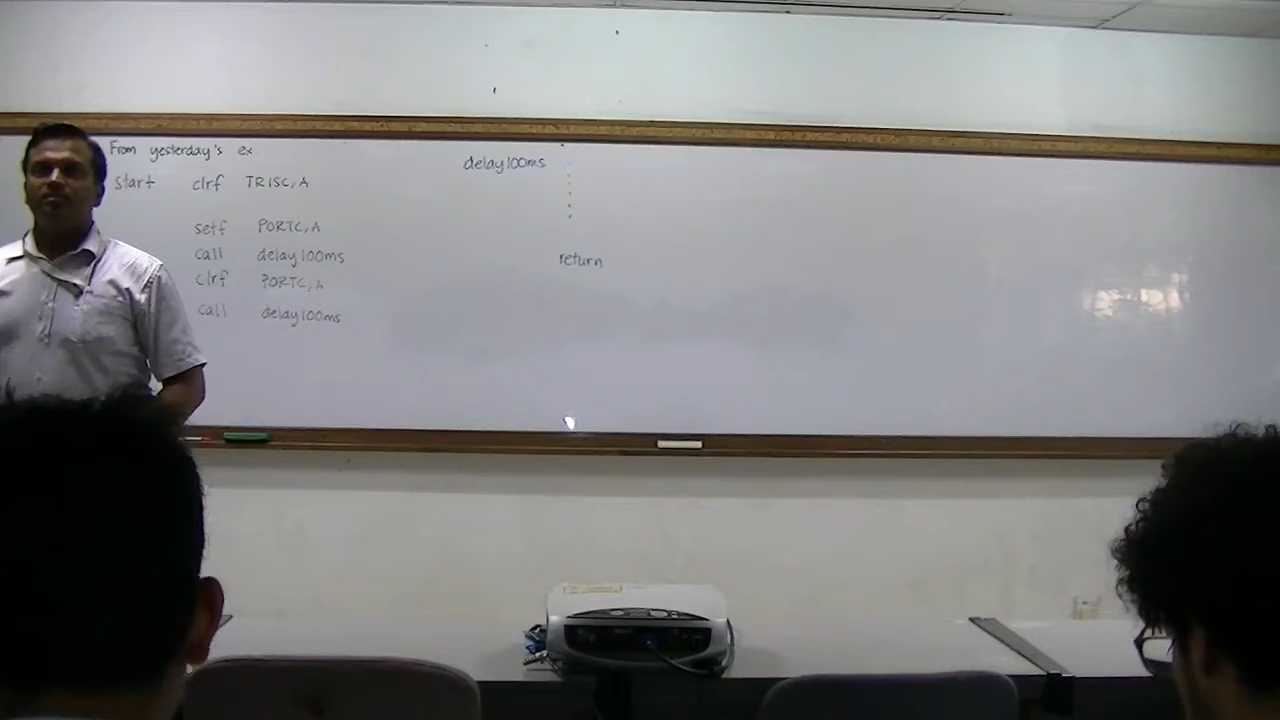 From yesterday's ex
start clrf TRISC, A
setf PORTC, A
call delay100ms
clrf PORTC, A
call delay100ms
delay100ms
return